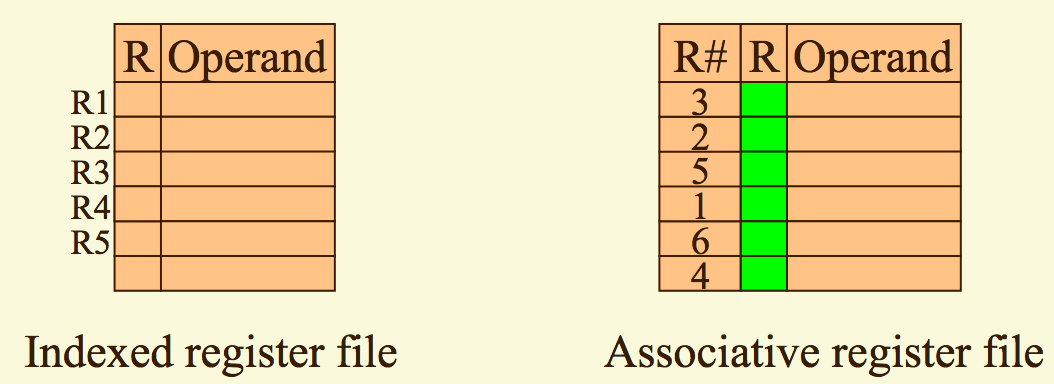 R Operand
R1
R2
R3
R4
R5
Indexed register file
R# R Operand
3
2
5
1
6
4
Associative register file